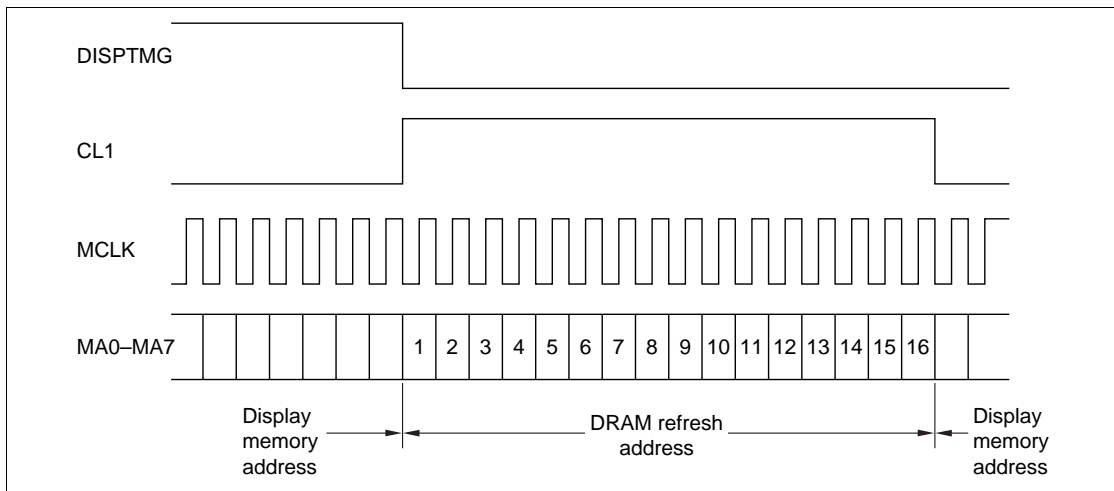 DISPTMG
CL1
MCLK
MA0–MA7
1 2 3 4 5 6 7 8 9 10 11 12 13 14 15 16
Display
memory
address
DRAM refresh
address
Display
memory
address